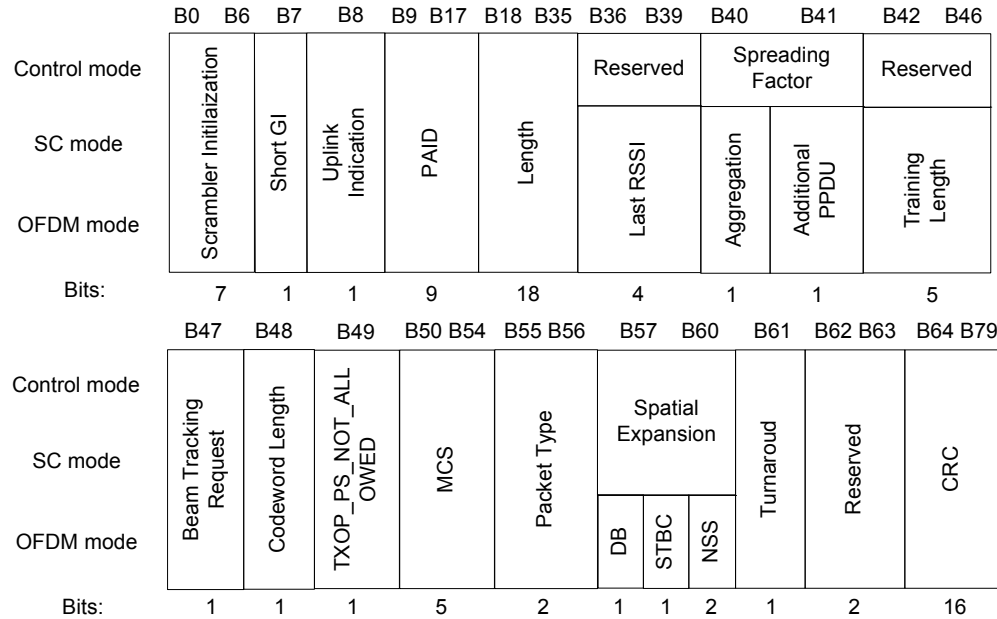 B0 B6 B7 B8 B9 B17 B18 B35 B36 B39 B40 B41 B42 B46
Control mode
SC mode
OFDM mode
Scrambler Initilaization
Short GI
Uplink
Indication
PAID
Length
Reserved
Last RSSI
Spreading
Factor
Aggregation
Additional
PPDU
Reserved
Training
Length
Bits: 7 1 1 9 18 4 1 1 5
B47 B48 B49 B50 B54 B55 B56 B57 B60 B61 B62 B63 B64 B79
Control mode
SC mode
OFDM mode
Beam Tracking
Request
Codeword Length
TXOP_PS_NOT_ALL
OWED
MCS
Packet Type
Spatial
Expansion
DB
STBC
NSS
Turnaroud
Reserved
CRC
Bits: 1 1 1 5 2 1 1 2 1 2 16